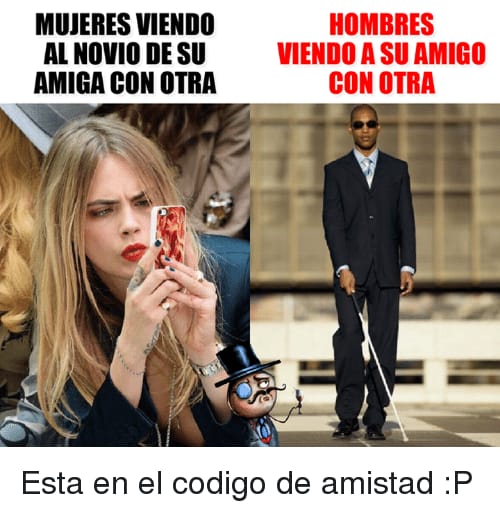 MUJERES VIENDO
AL NOVIO DE SU
AMIGA CON OTRA
HOMBRES
VIENDO A SU AMIGO
CON OTRA
Esta en el codigo de amistad :P